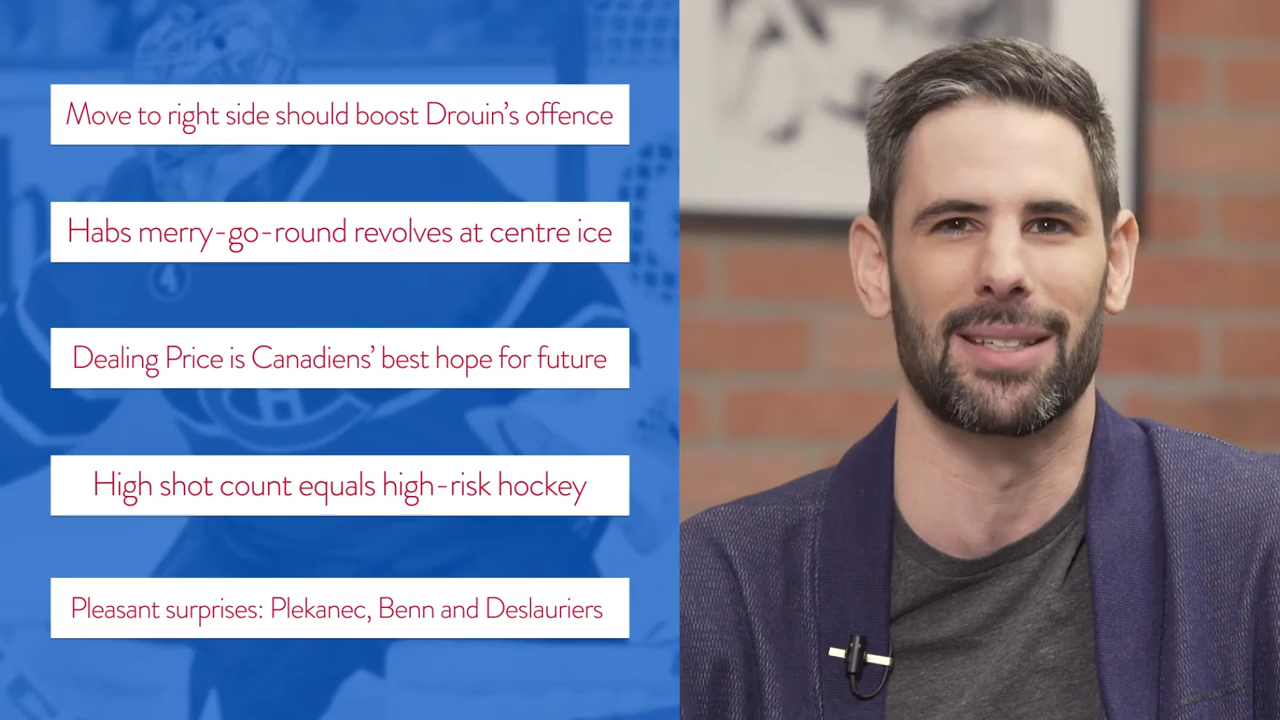 Move to right side should boost Drouin's offence
Habs merry-go-round revolves at centre ice
Dealing Price is Canadiens' best hope for future
High shot count equals high-risk hockey
Pleasant surprises: Plekanec, Benn and Deslauriers